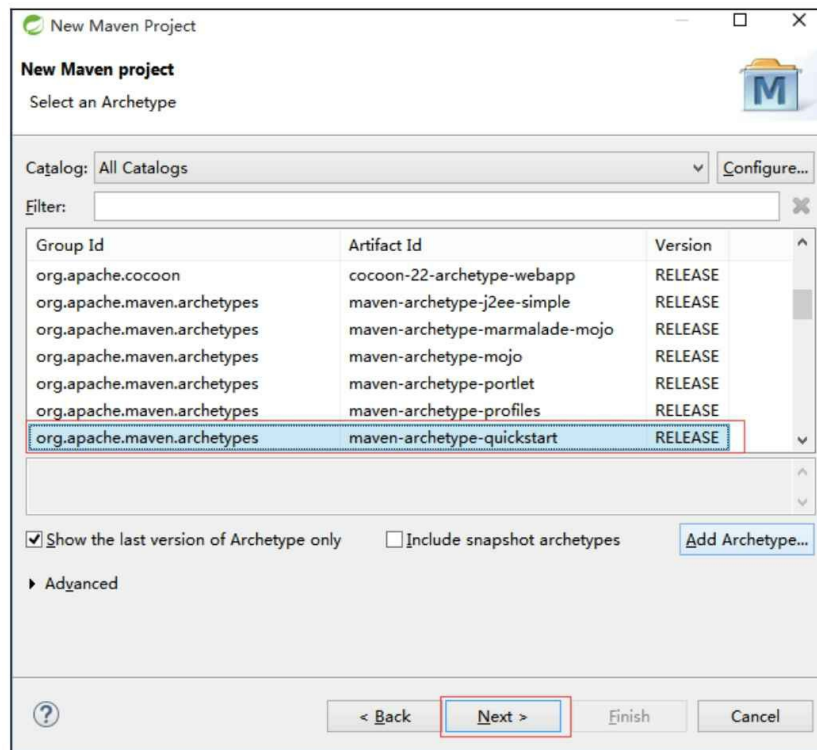 New Maven Project
New Maven project
Select an Archetype
M
Catalog: All Catalogs Configure...
Filter:
Group Id Artifact Id Version
org.apache.cocoon cocoon-22-archetype-webapp RELEASE
org.apache.maven.archetypes maven-archetype-j2ee-simple RELEASE
org.apache.maven.archetypes maven-archetype-marmalade-mojo RELEASE
org.apache.maven.archetypes maven-archetype-mojo RELEASE
org.apache.maven.archetypes maven-archetype-portlet RELEASE
org.apache.maven.archetypes maven-archetype-profiles RELEASE
org.apache.maven.archetypes maven-archetype-quickstart RELEASE
Show the last version of Archetype only Include snapshot archetypes Add Archetype...
Advanced
? < Back Next > Finish Cancel